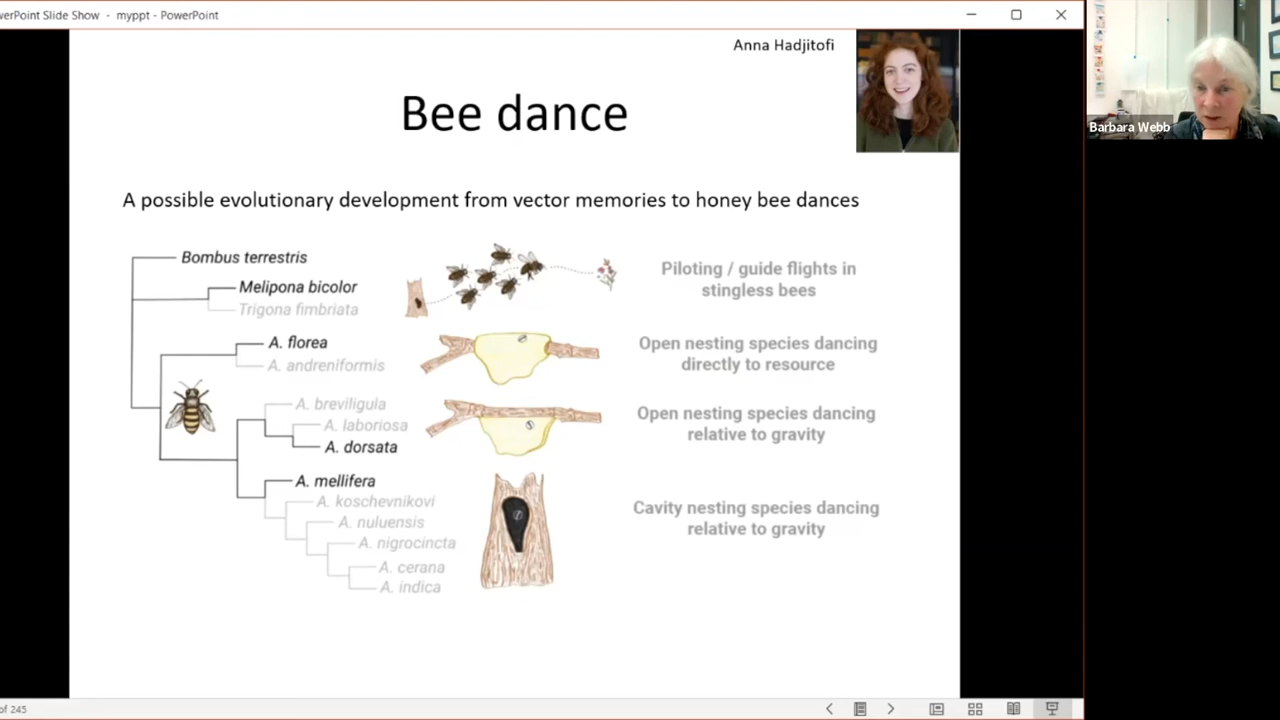 werPoint Slide Show - myppt - PowerPoint
Anna Hadjitofi
Barbara Webb
Bee dance
A possible evolutionary development from vector memories to honey bee dances
Bombus terrestris
Melipona bicolor
Trigona fimbriata
Piloting / guide flights in
stingless bees
A. florea
A. andreniformis
Open nesting species dancing
directly to resource
A. breviligula
A. laboriosa
A. dorsata
Open nesting species dancing
relative to gravity
A. mellifera
A. koschevnikovi
A. nuluensis
A. nigrocincta
A. cerana
A. indica
Cavity nesting species dancing
relative to gravity
of 245